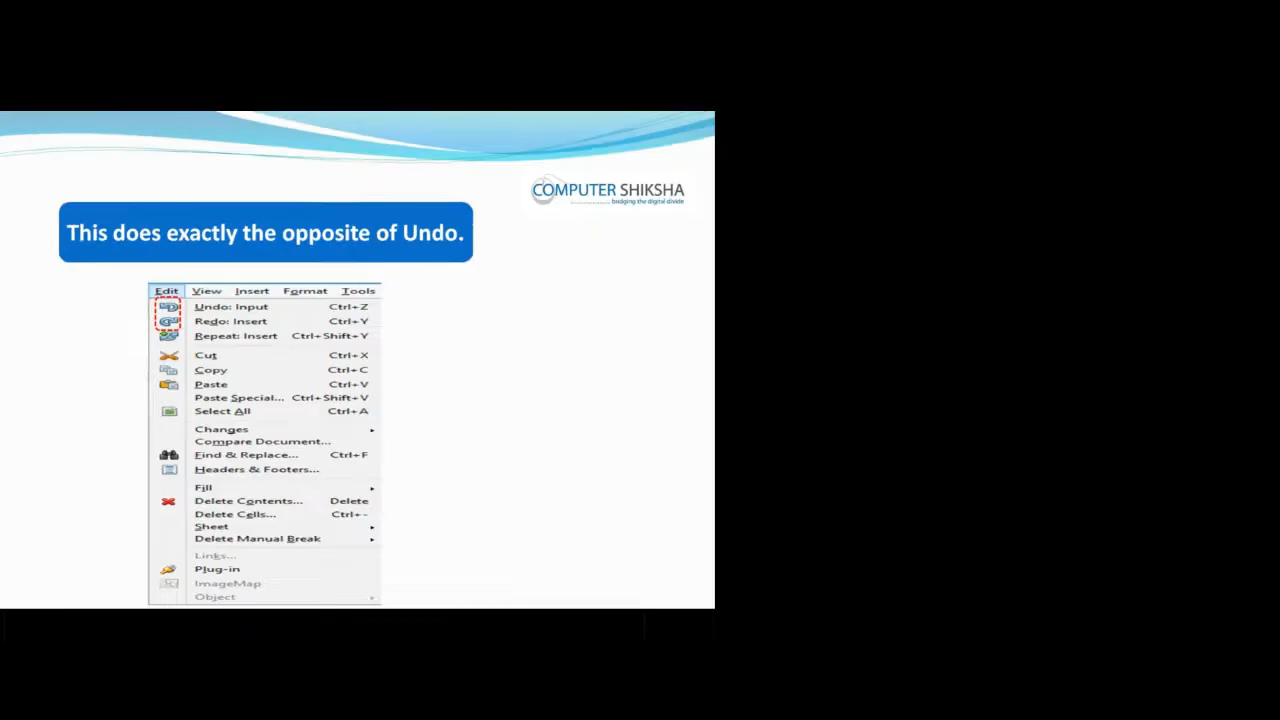 COMPUTER SHIKSHA
bridging the digital divide
This does exactly the opposite of Undo.
Edit View Insert Format Tools
Undo: Input Ctrl+Z
Redo: Insert Ctrl+Y
Repeat: Insert Ctrl+Shift+Y
Cut Ctrl+X
Copy Ctrl+C
Paste Ctrl+V
Paste Special... Ctrl+Shift+V
Select All Ctrl+A
Changes
Compare Document...
Find & Replace... Ctrl+F
Headers & Footers...
Fill
Delete Contents... Delete
Delete Cells... Ctrl+-
Sheet
Delete Manual Break
Links...
Plug-in
ImageMap
Object